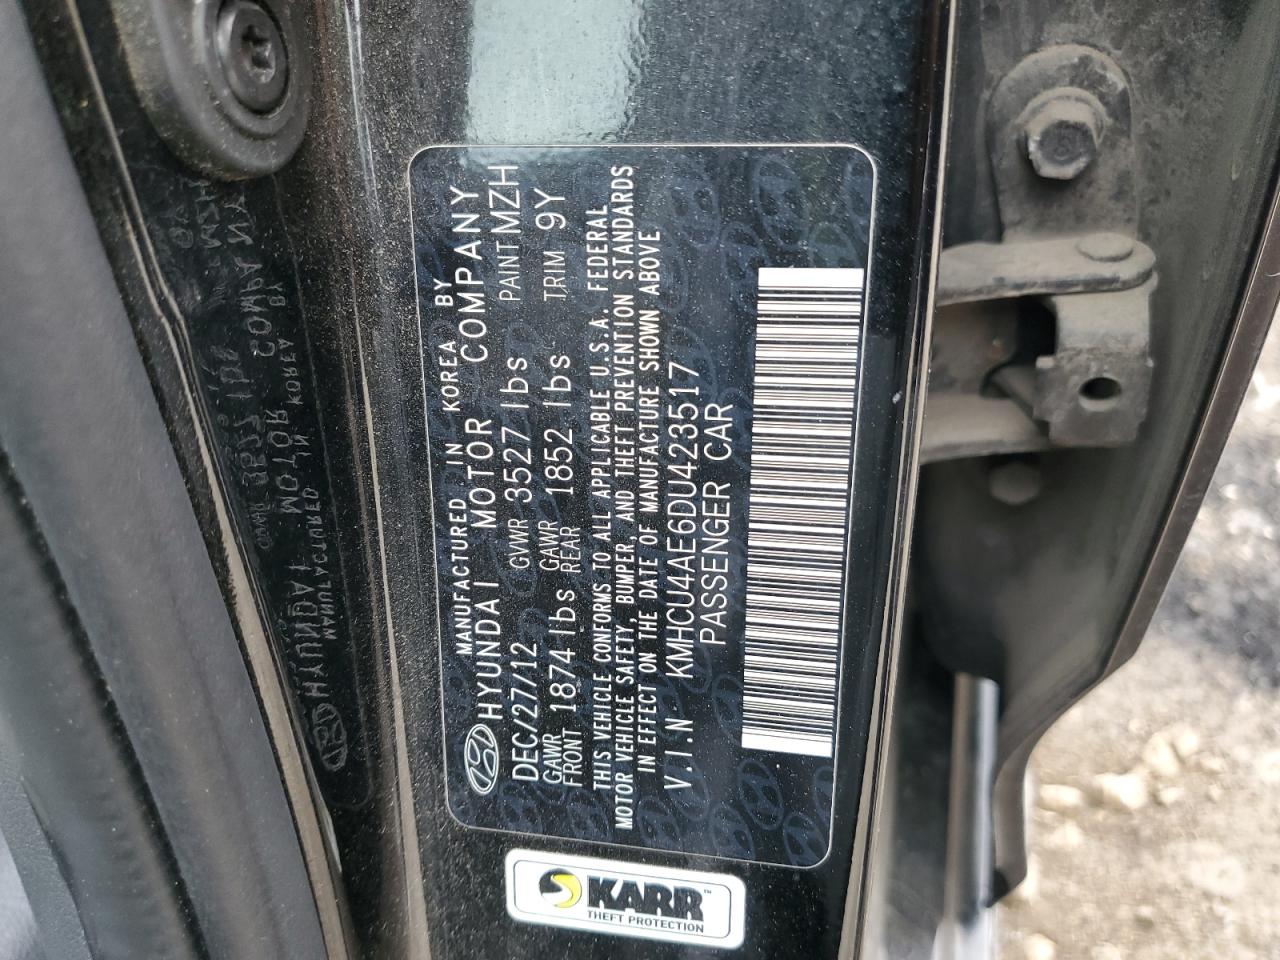 MANUFACTURED IN KOREA BY
HYUNDAI MOTOR COMPANY
DEC/27/12 GVWR 3527 lbs PAINT MZH
GAWR FRONT 1874 lbs GAWR REAR 1852 lbs TRIM 9Y
THIS VEHICLE CONFORMS TO ALL APPLICABLE U.S.A. FEDERAL
MOTOR VEHICLE SAFETY, BUMPER,AND THEFT PREVENTION STANDARDS
IN EFFECT ON THE DATE OF MANUFACTURE SHOWN ABOVE
V.I.N KMHCU4AE6DU423517
PASSENGER CAR
KARR™
THEFT PROTECTION